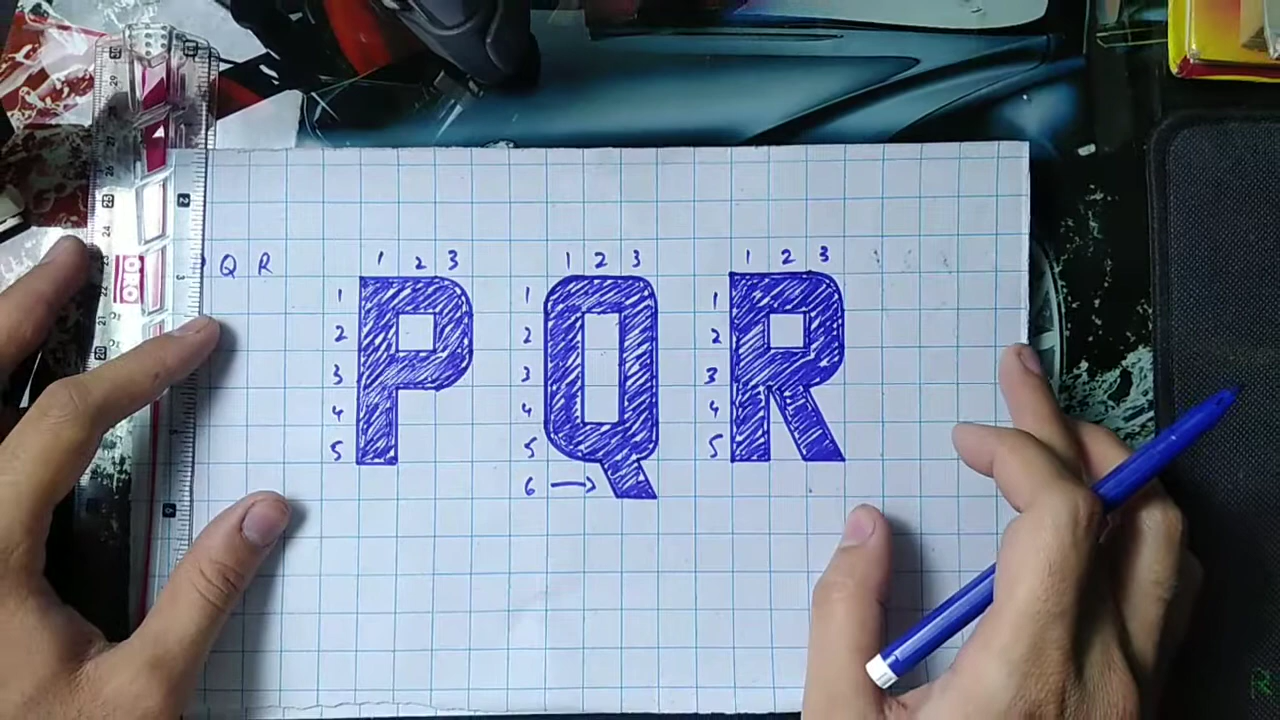 1 2 3 1 2 3 1 2 3
Q R
P Q R
1 1 1
2 2 2
3 3 3
4 4 4
5 5 5
6 →